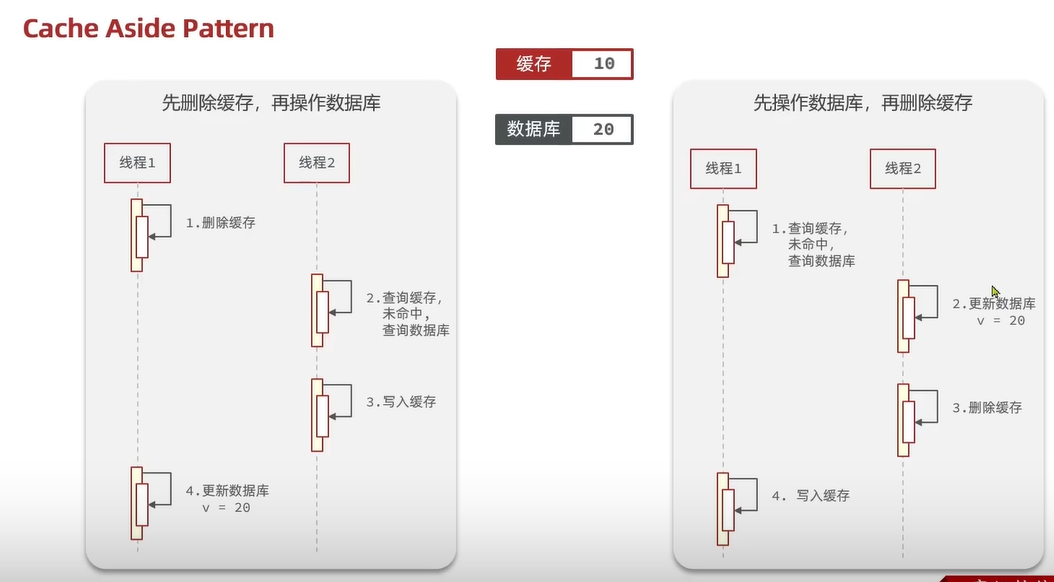 Cache Aside Pattern
缓存 10
数据库 20
先删除缓存，再操作数据库
线程1
线程2
1.删除缓存
2.查询缓存，
未命中，
查询数据库
3.写入缓存
4.更新数据库
v = 20
先操作数据库，再删除缓存
线程1
线程2
1.查询缓存，
未命中，
查询数据库
2.更新数据库
v = 20
3.删除缓存
4. 写入缓存